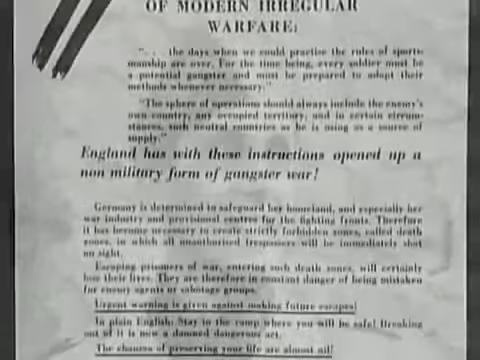 OF MODERN IRREGULAR
WARFARE:
". . . the days when we could practise the rules of sports-
manship are over. For the time being, every soldier must be
a potential gangster and must be prepared to adopt their
methods whenever necessary."
"The sphere of operations should always include the enemy's
own country, any occupied territory, and in certain circum-
stances, such neutral countries as he is using as a source of
supply."
England has with these instructions opened up a
non military form of gangster war!
Germany is determined to safeguard her homeland, and especially her
war industry and provisional centres for the fighting fronts. Therefore
it has become necessary to create strictly forbidden zones, called death
zones, in which all unauthorised trespassers will be immediately shot
on sight.
Escaping prisoners of war, entering such death zones, will certainly
lose their lives. They are therefore in constant danger of being mistaken
for enemy agents or sabotage groups.
Urgent warning is given against making future escapes!
In plain English: Stay in the camp where you will be safe! Breaking
out of it is now a damned dangerous act.
The chances of preserving your life are almost nil!